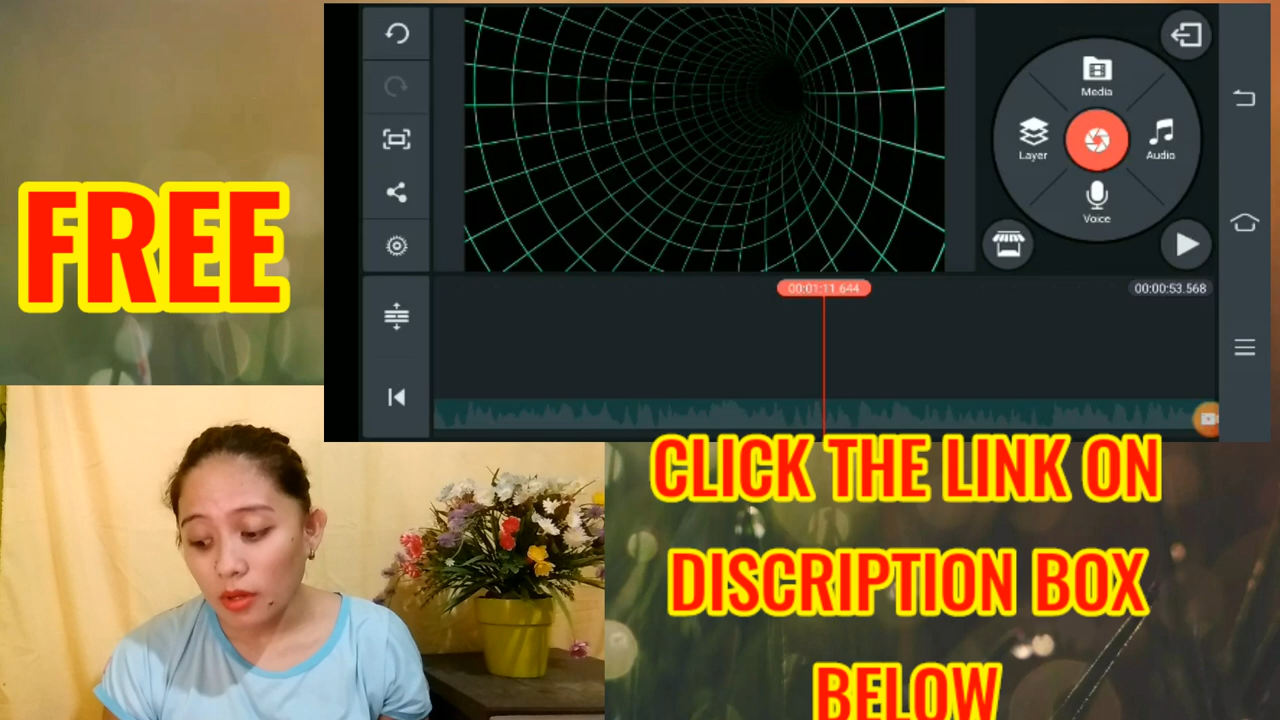 FREE
Media
Layer
Audio
Voice
00:01:11.644
00:00:53.568
CLICK THE LINK ON
DISCRIPTION BOX
BELOW